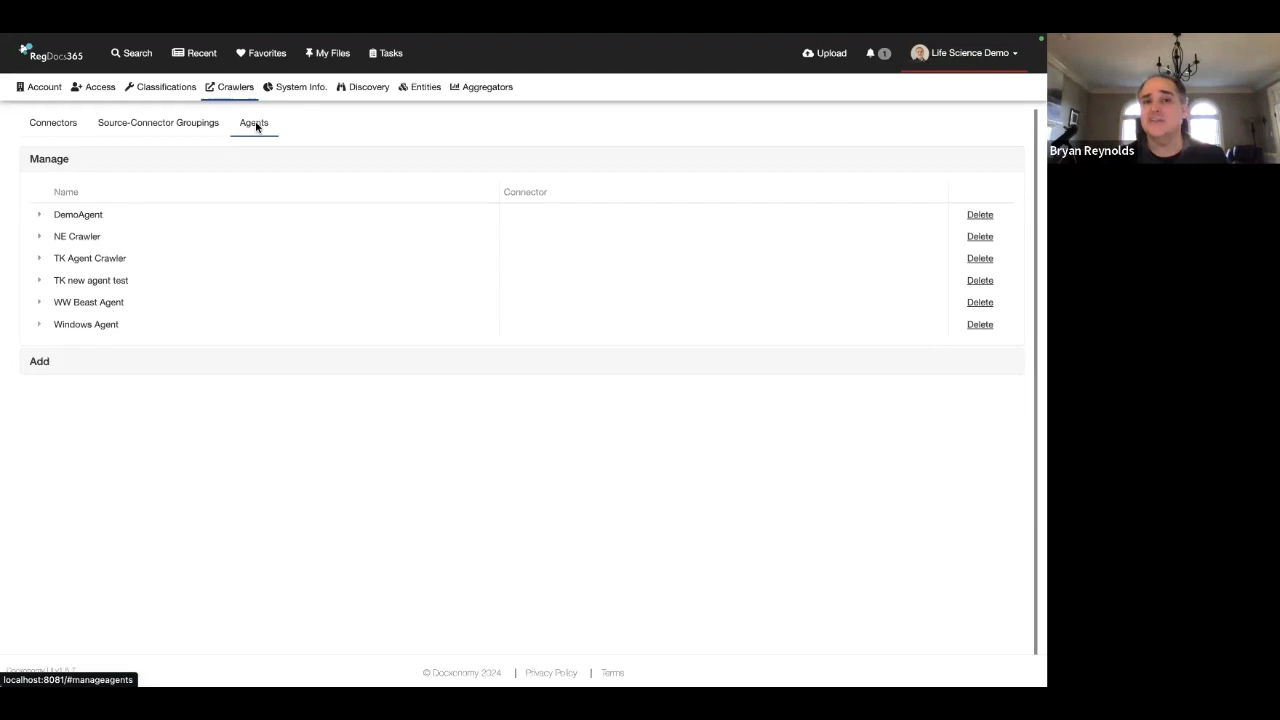 RegDocs365 Search Recent Favorites My Files Tasks Upload 1 Life Science Demo
Account Access Classifications Crawlers System Info. Discovery Entities Aggregators
Connectors Source-Connector Groupings Agents
Bryan Reynolds
Manage
Name Connector
DemoAgent Delete
NE Crawler Delete
TK Agent Crawler Delete
TK new agent test Delete
WW Beast Agent Delete
Windows Agent Delete
Add
© Docxonomy 2024 | Privacy Policy | Terms
localhost:8081/#manageagents